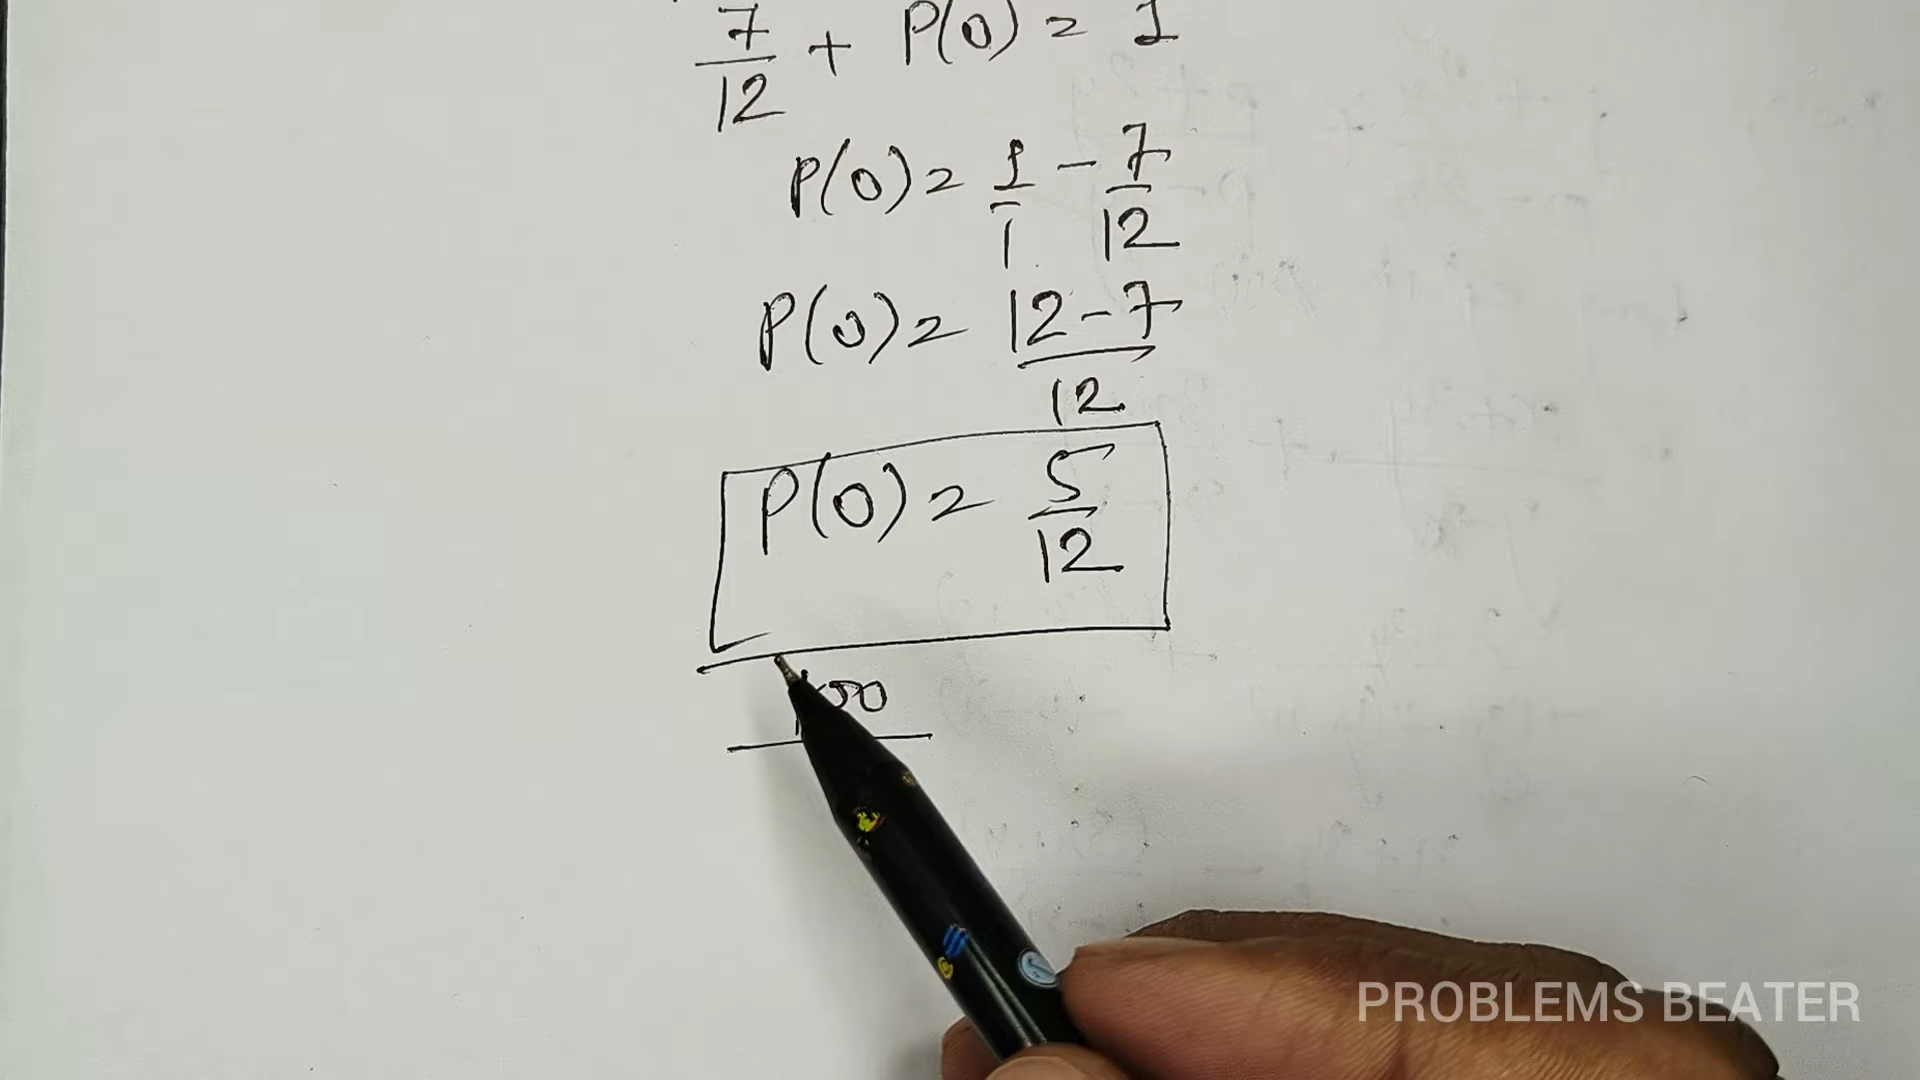 7/12 + P(0) = 1
P(0) = 1/1 - 7/12
P(0) = 12-7/12
P(0) = 5/12
PROBLEMS BEATER